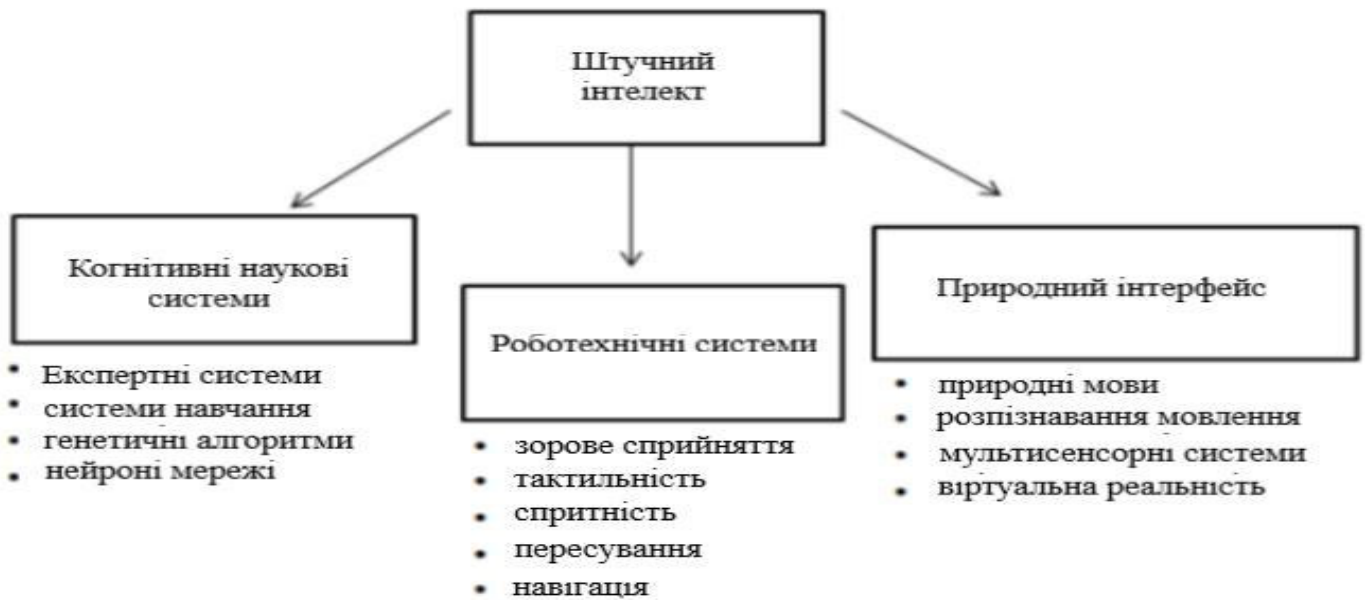 Штучний
інтелект
Когнітивні наукові
системи
• Експертні системи
• системи навчання
• генетичні алгоритми
• нейроні мережі
Роботехнічні системи
• зорове сприйняття
• тактильність
• спритність
• пересування
• навігація
Природний інтерфейс
• природні мови
• розпізнавання мовлення
• мультисенсорні системи
• віртуальна реальність